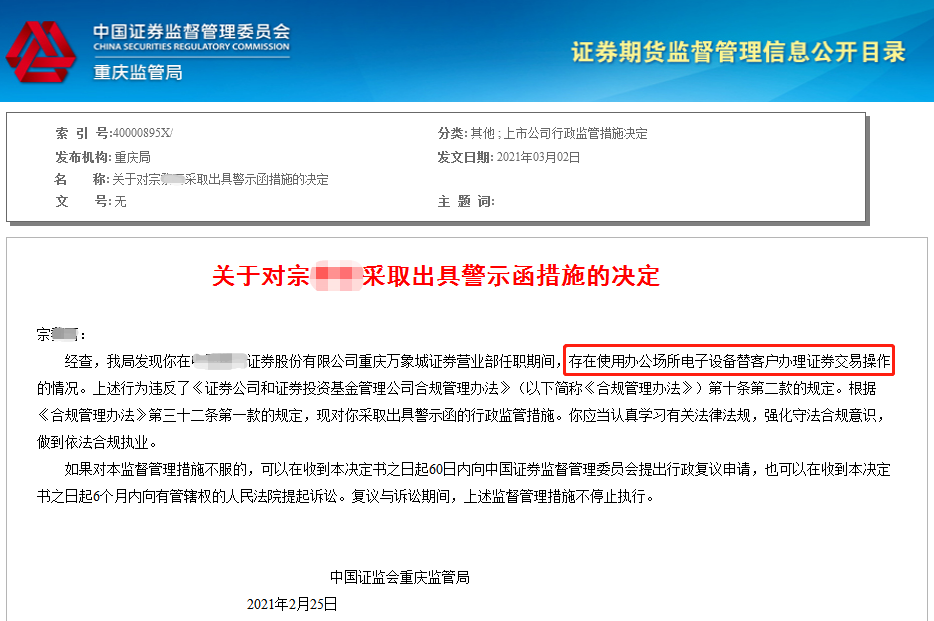 中国证券监督管理委员会
CHINA SECURITIES REGULATORY COMMISSION
重庆监管局
证券期货监督管理信息公开目录
索 引 号:40000895X/ 分类: 其他 ; 上市公司行政监管措施决定
发布机构: 重庆局 发文日期: 2021年03月02日
名 称: 关于对宗采取出具警示函措施的决定
文 号: 无 主 题 词:
关于对宗采取出具警示函措施的决定
宗:
经查，我局发现你在证券股份有限公司重庆万象城证券营业部任职期间，存在使用办公场所电子设备替客户办理证券交易操作
的情况。上述行为违反了《证券公司和证券投资基金管理公司合规管理办法》（以下简称《合规管理办法》）第十条第二款的规定。根据
《合规管理办法》第三十二条第一款的规定，现对你采取出具警示函的行政监管措施。你应当认真学习有关法律法规，强化守法合规意识，
做到依法合规执业。
如果对本监督管理措施不服的，可以在收到本决定书之日起60日内向中国证券监督管理委员会提出行政复议申请，也可以在收到本决定
书之日起6个月内向有管辖权的人民法院提起诉讼。复议与诉讼期间，上述监督管理措施不停止执行。
中国证监会重庆监管局
2021年2月25日